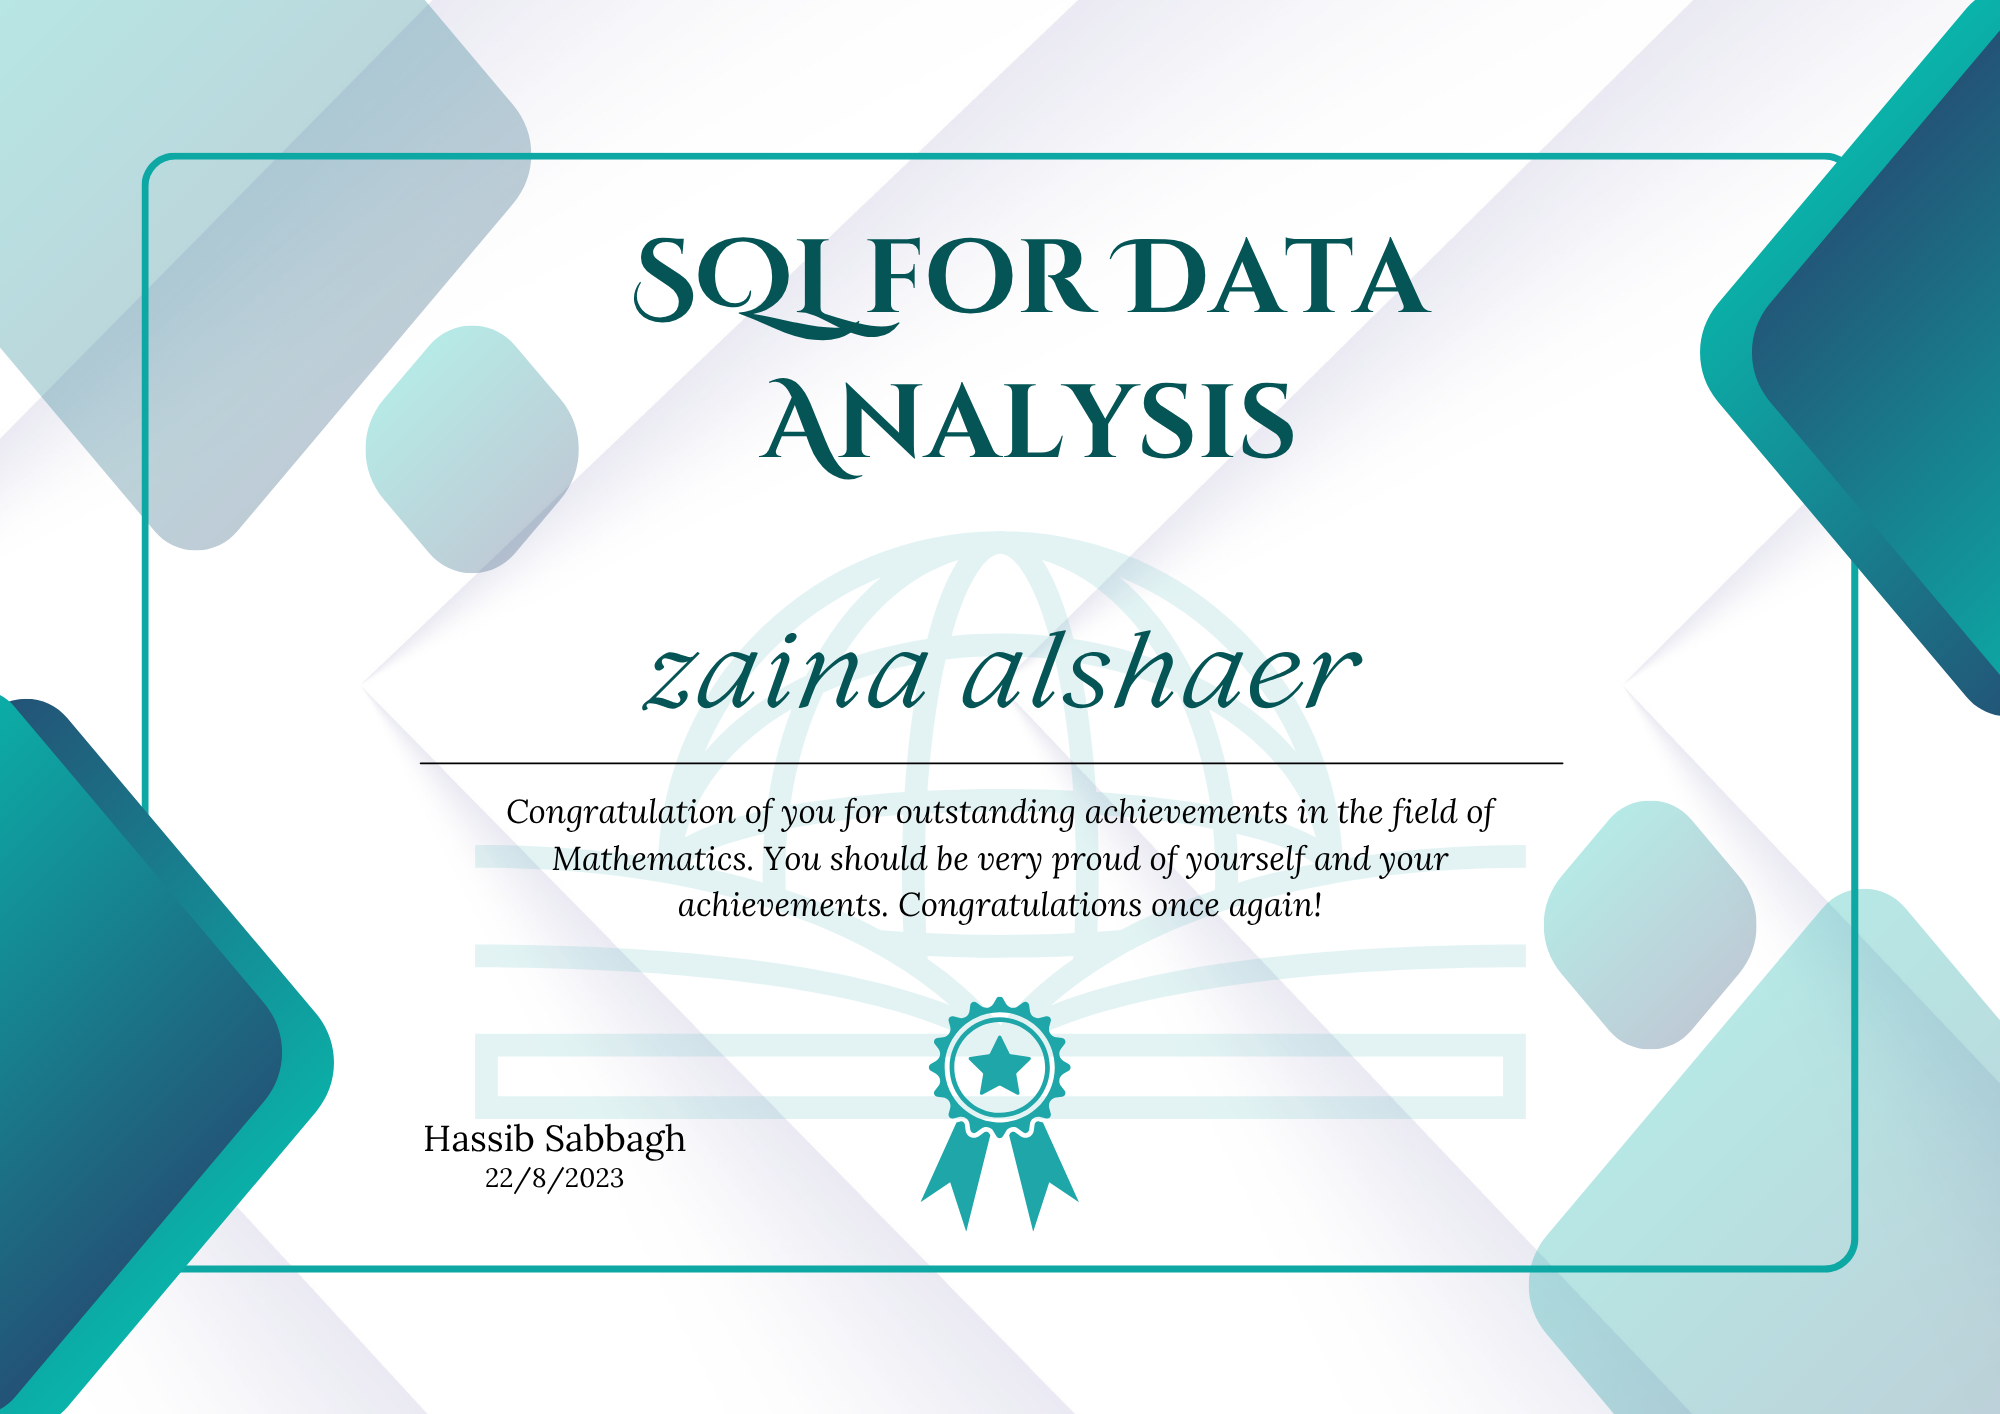 SQL for Data
Analysis
zaina alshaer
Congratulation of you for outstanding achievements in the field of
Mathematics. You should be very proud of yourself and your
achievements. Congratulations once again!
Hassib Sabbagh
22/8/2023